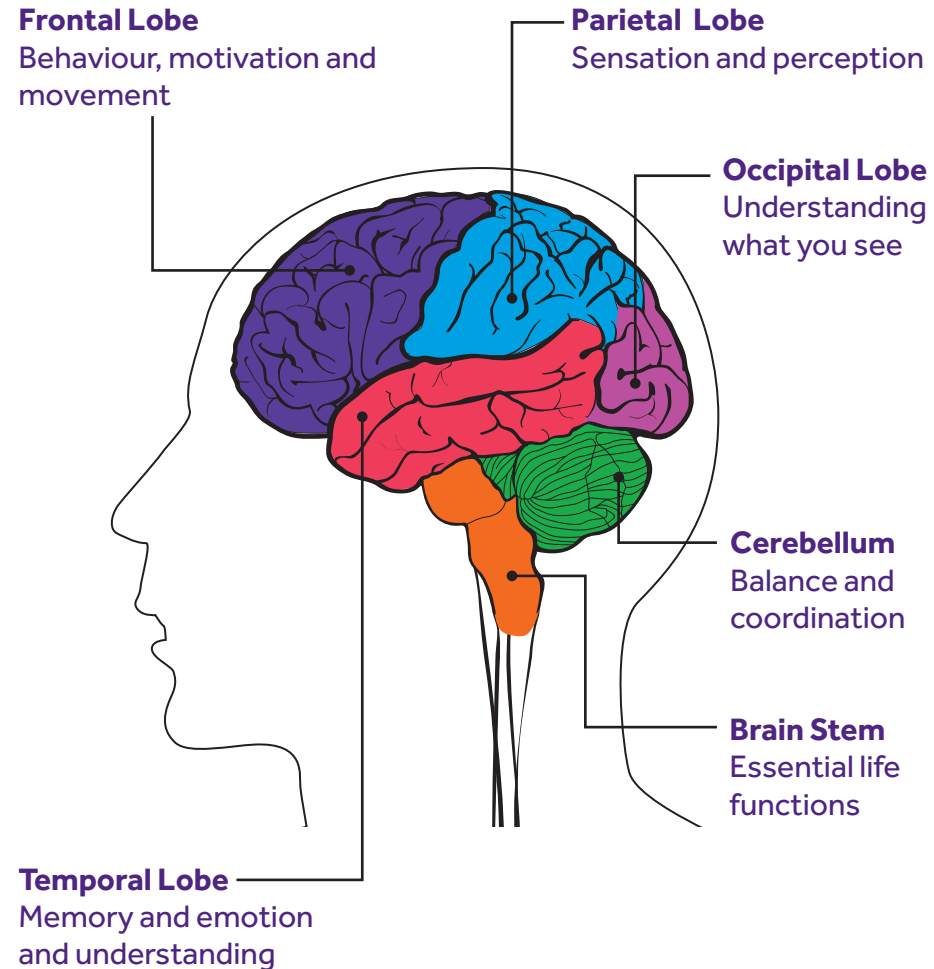 Frontal Lobe
Behaviour, motivation and
movement
Parietal Lobe
Sensation and perception
Occipital Lobe
Understanding
what you see
Cerebellum
Balance and
coordination
Brain Stem
Essential life
functions
Temporal Lobe
Memory and emotion
and understanding